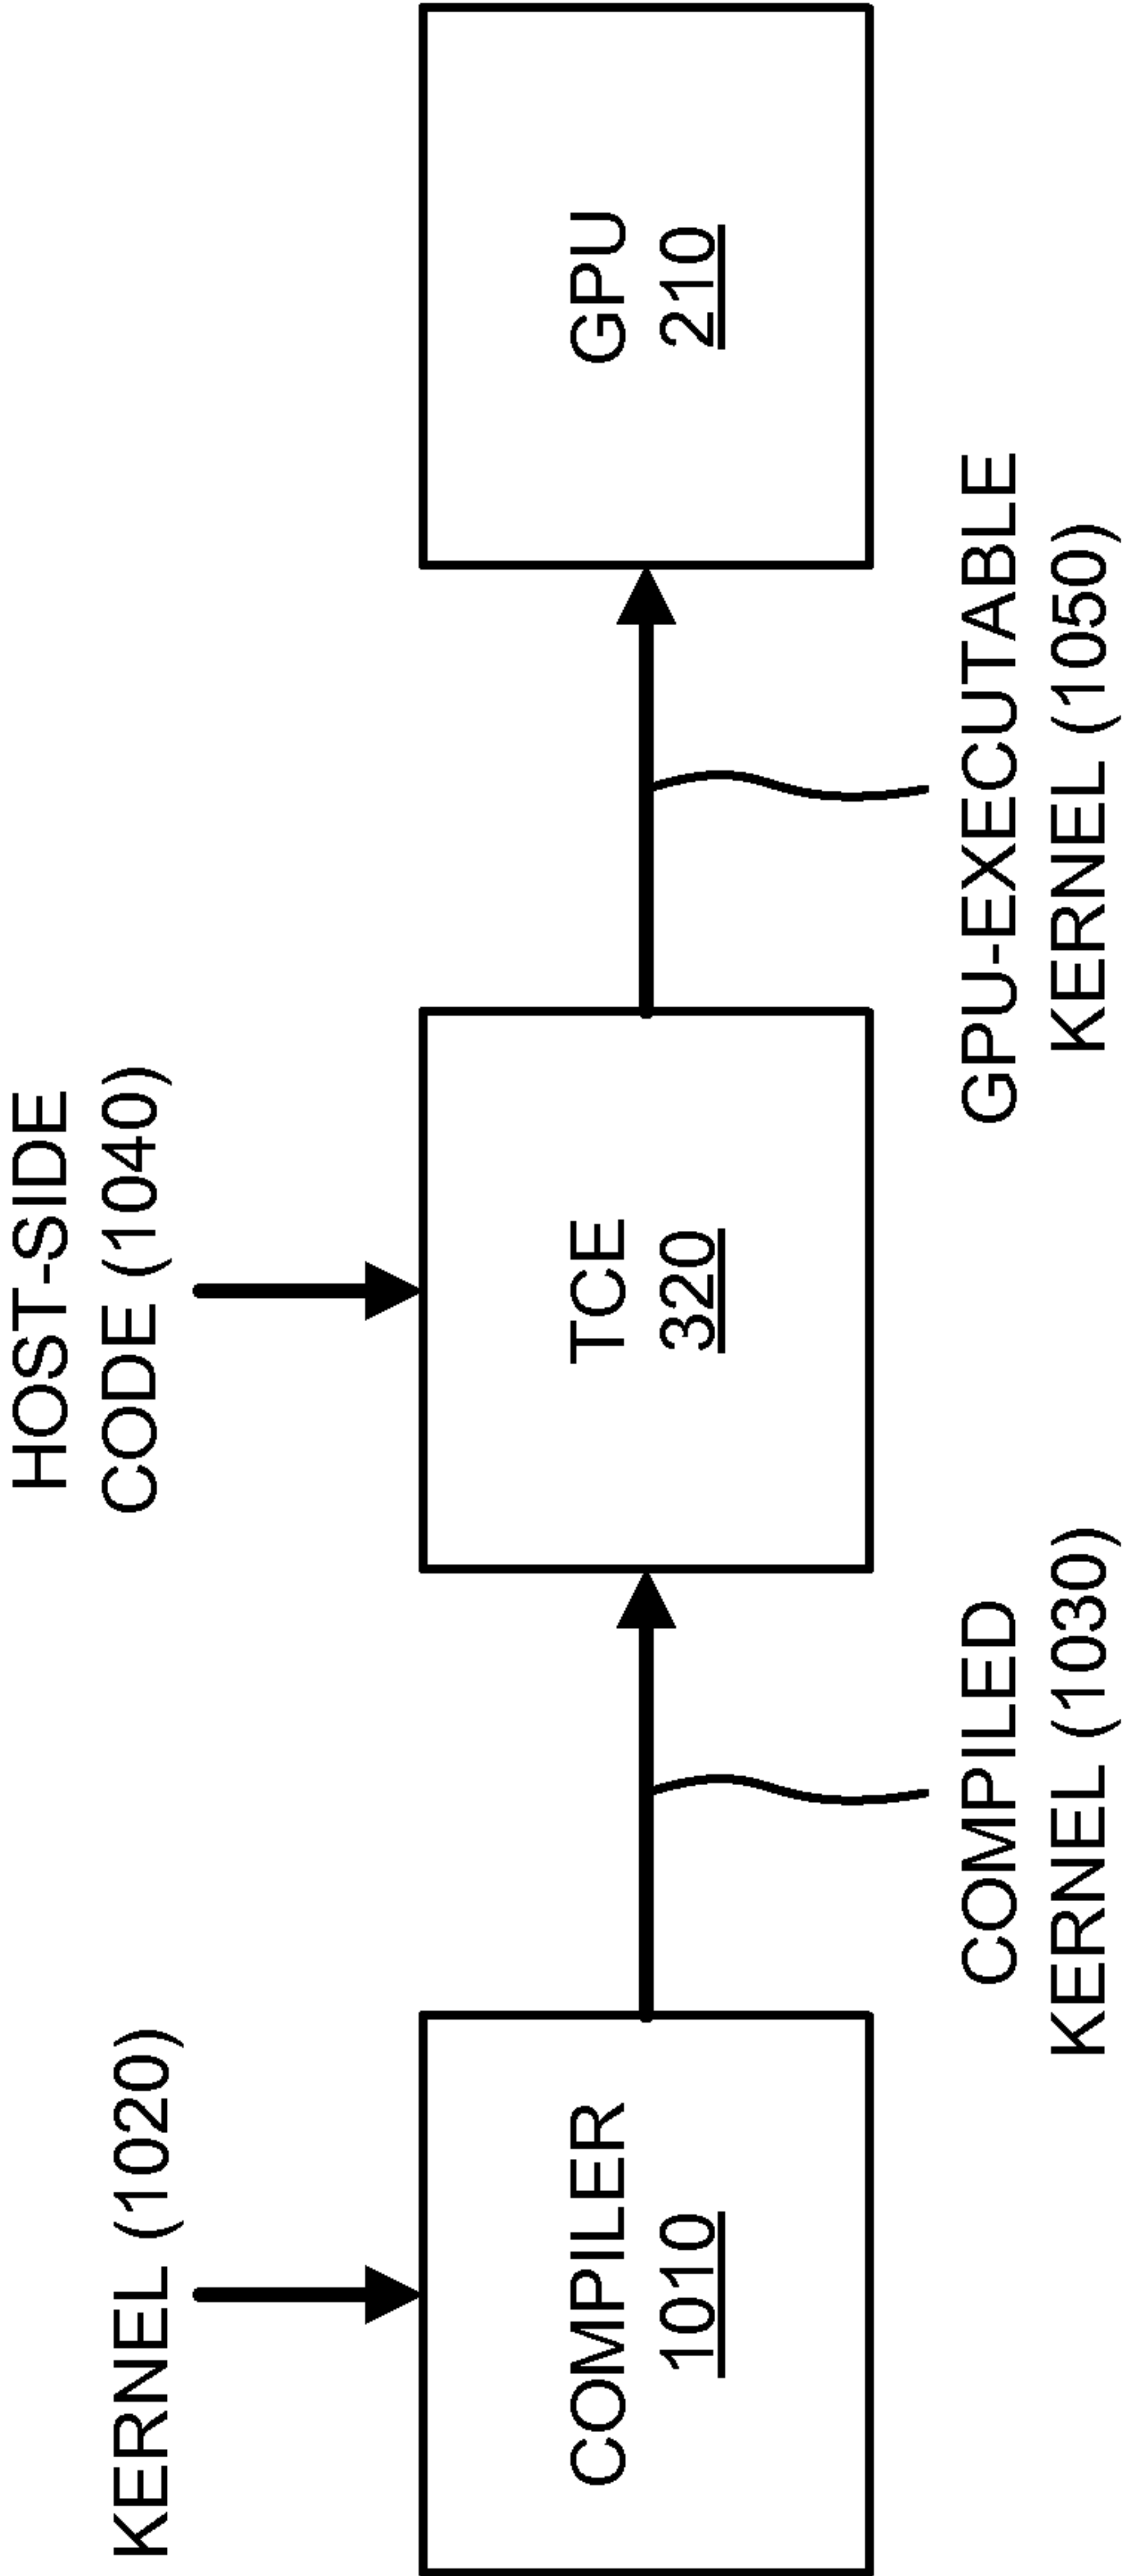 KERNEL (1020)
HOST-SIDE
CODE (1040)
COMPILER
1010
TCE
320
GPU
210
COMPILED
KERNEL (1030)
GPU-EXECUTABLE
KERNEL (1050)